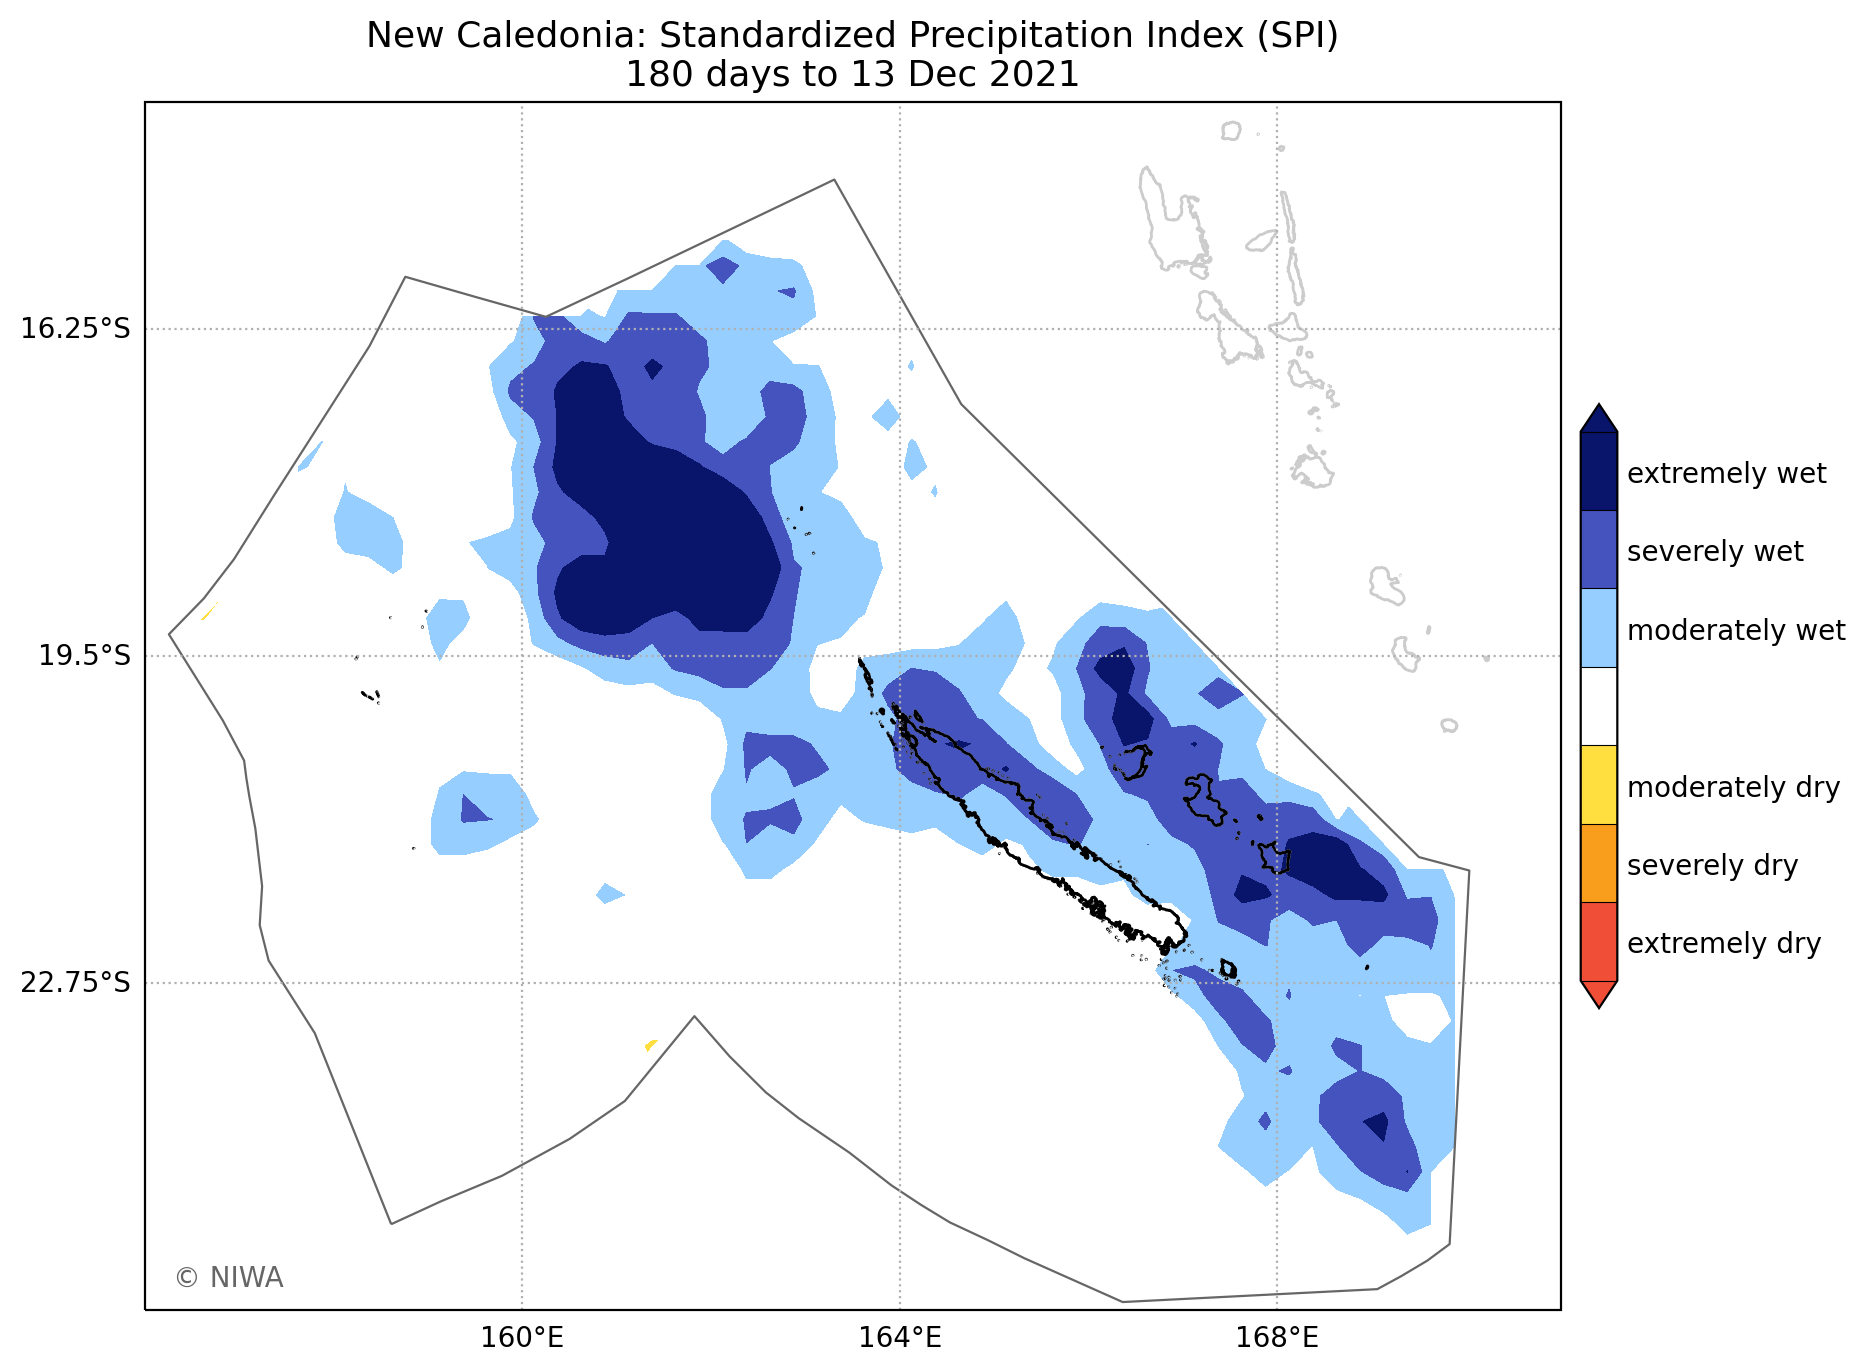 New Caledonia: Standardized Precipitation Index (SPI)
180 days to 13 Dec 2021
16.25°S
19.5°S
22.75°S
160°E
164°E
168°E
extremely wet
severely wet
moderately wet
moderately dry
severely dry
extremely dry
© NIWA